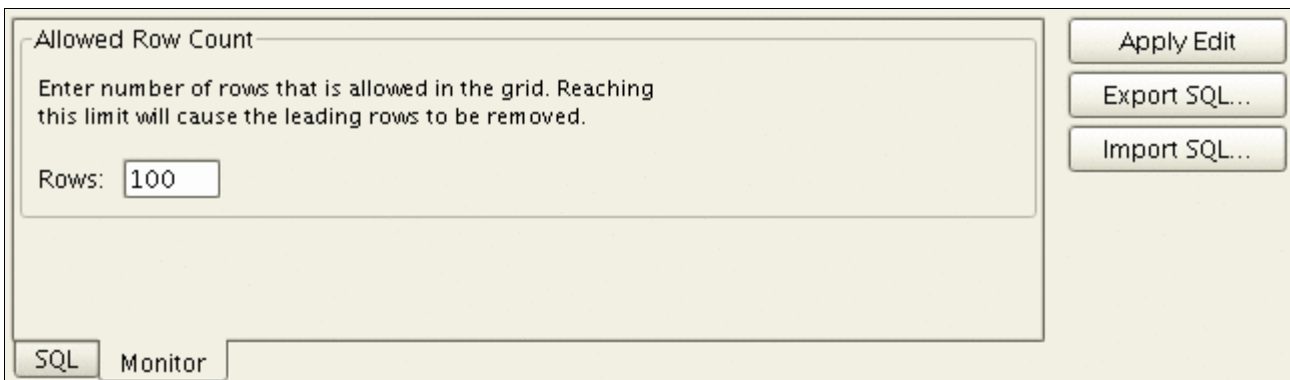 Allowed Row Count
Enter number of rows that is allowed in the grid. Reaching
this limit will cause the leading rows to be removed.
Rows: 100
Apply Edit
Export SQL...
Import SQL...
SQL Monitor